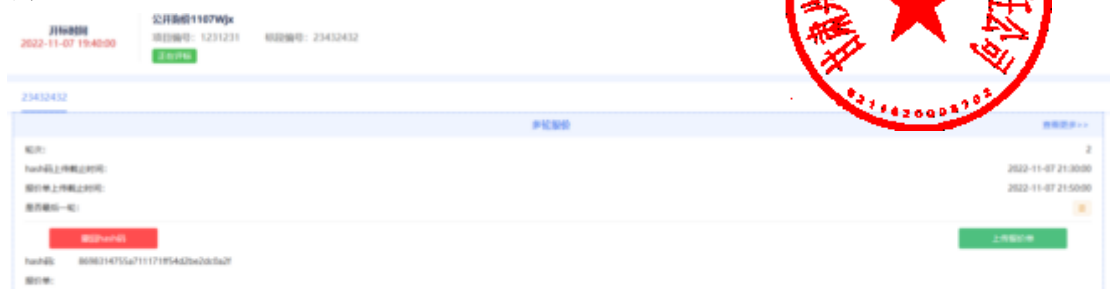 开标时间
2022-11-07 19:40:00
公开询价1107Wjx
项目编号：1231231 标段编号：23432432
正在开标
23432432
多轮报价 查看更多>>
轮次： 2
hash码上传截止时间： 2022-11-07 21:30:00
报价单上传截止时间： 2022-11-07 21:50:00
是否最后一轮：
撤回hash码 上传报价单
hash码：
报价单：
甘肃
公司